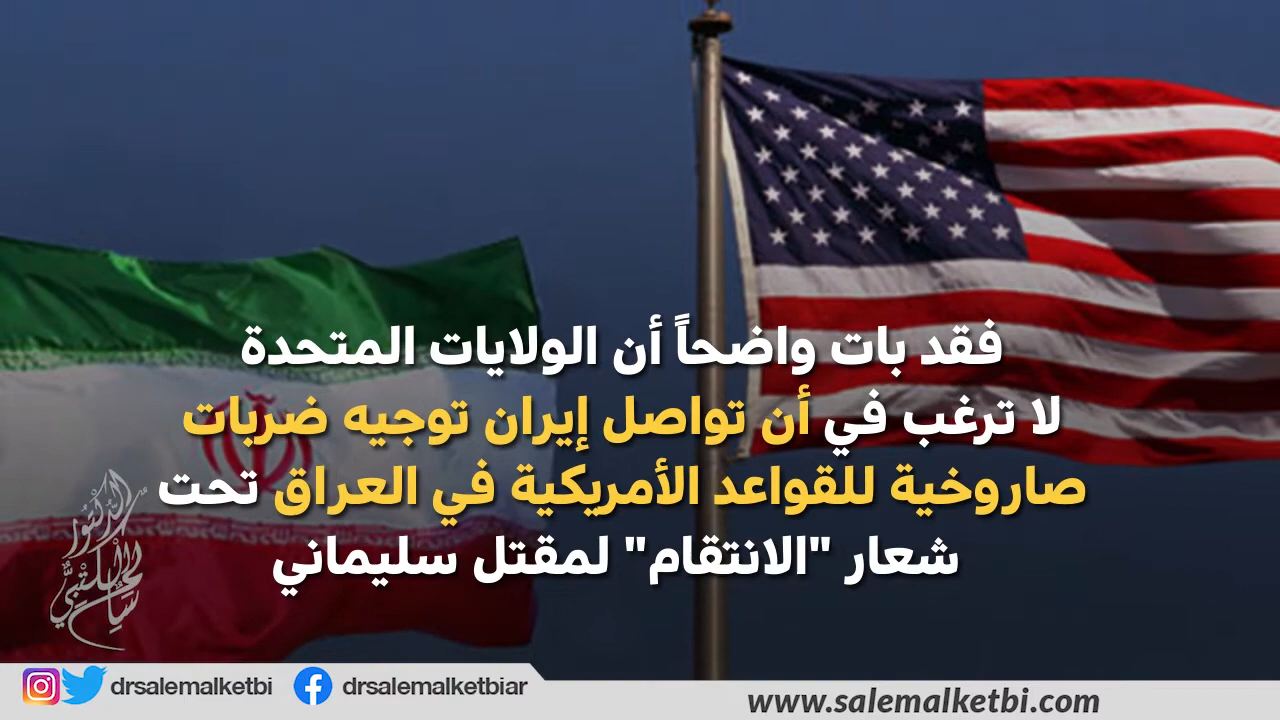 فقد بات واضحاً أن الولايات المتحدة
لا ترغب في أن تواصل إيران توجيه ضربات
صاروخية للقواعد الأمريكية في العراق تحت
شعار "الانتقام" لمقتل سليماني
drsalemalketbi
drsalemalketbiar
www.salemalketbi.com